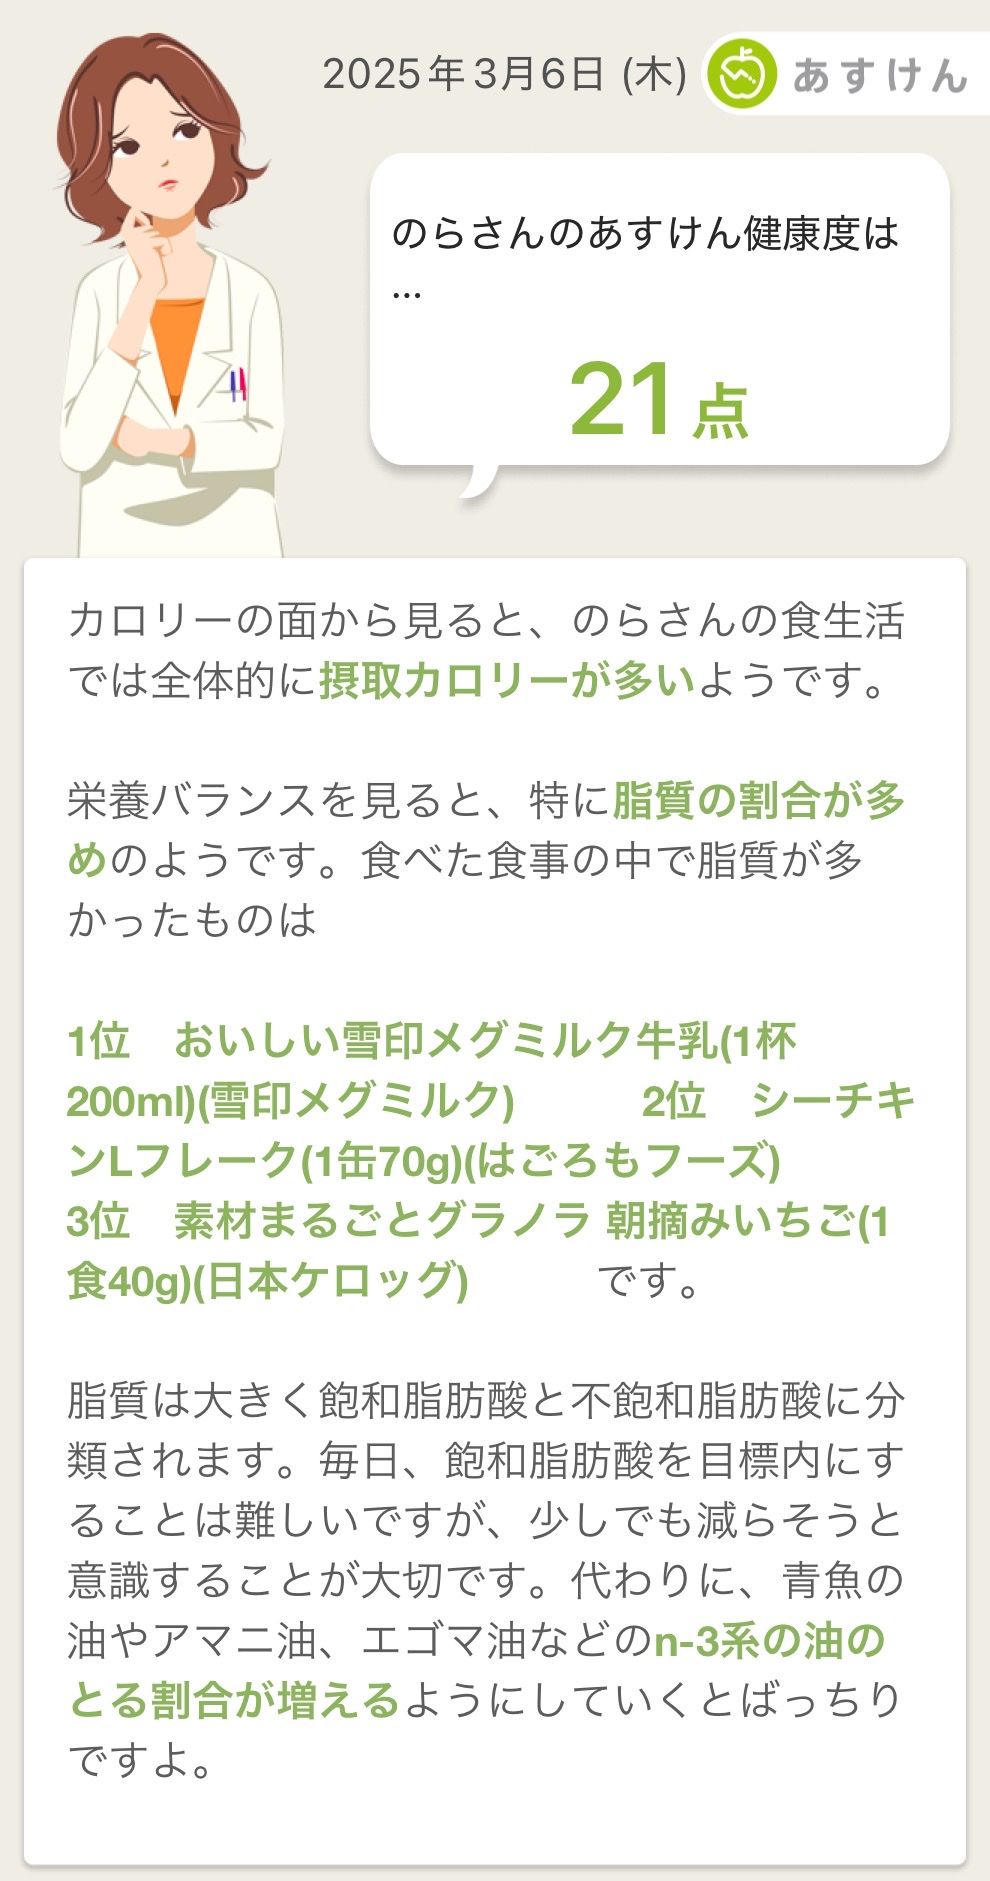 2025年3月6日 (木)
あすけん
のらさんのあすけん健康度は
...
21点
カロリーの面から見ると、のらさんの食生活
では全体的に摂取カロリーが多いようです。
栄養バランスを見ると、特に脂質の割合が多
めのようです。食べた食事の中で脂質が多
かったものは
1位　おいしい雪印メグミルク牛乳(1杯
200ml)(雪印メグミルク)　　　2位　シーチキ
ンLフレーク(1缶70g)(はごろもフーズ)
3位　素材まるごとグラノラ 朝摘みいちご(1
食40g)(日本ケロッグ)　　　です。
脂質は大きく飽和脂肪酸と不飽和脂肪酸に分
類されます。毎日、飽和脂肪酸を目標内にす
ることは難しいですが、少しでも減らそうと
意識することが大切です。代わりに、青魚の
油やアマニ油、エゴマ油などのn-3系の油の
とる割合が増えるようにしていくとばっちり
ですよ。